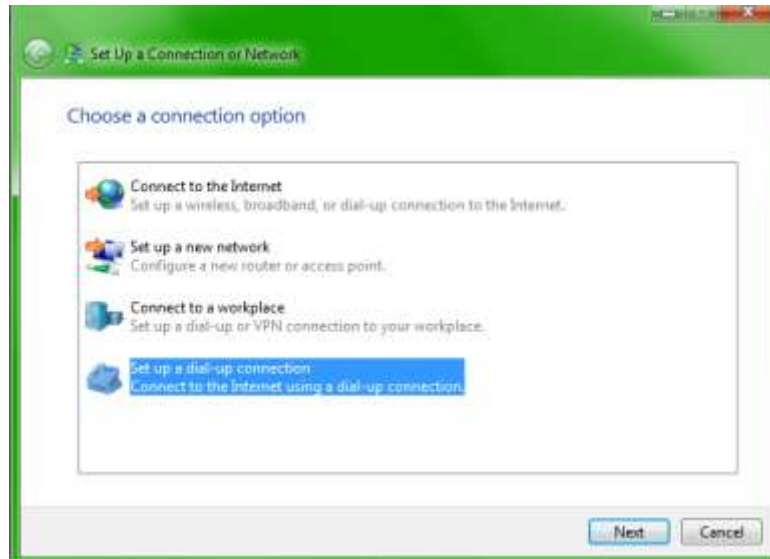 Set Up a Connection or Network
Choose a connection option
Connect to the Internet
Set up a wireless, broadband, or dial-up connection to the Internet.
Set up a new network
Configure a new router or access point.
Connect to a workplace
Set up a dial-up or VPN connection to your workplace.
Set up a dial-up connection
Connect to the Internet using a dial-up connection.
Next
Cancel